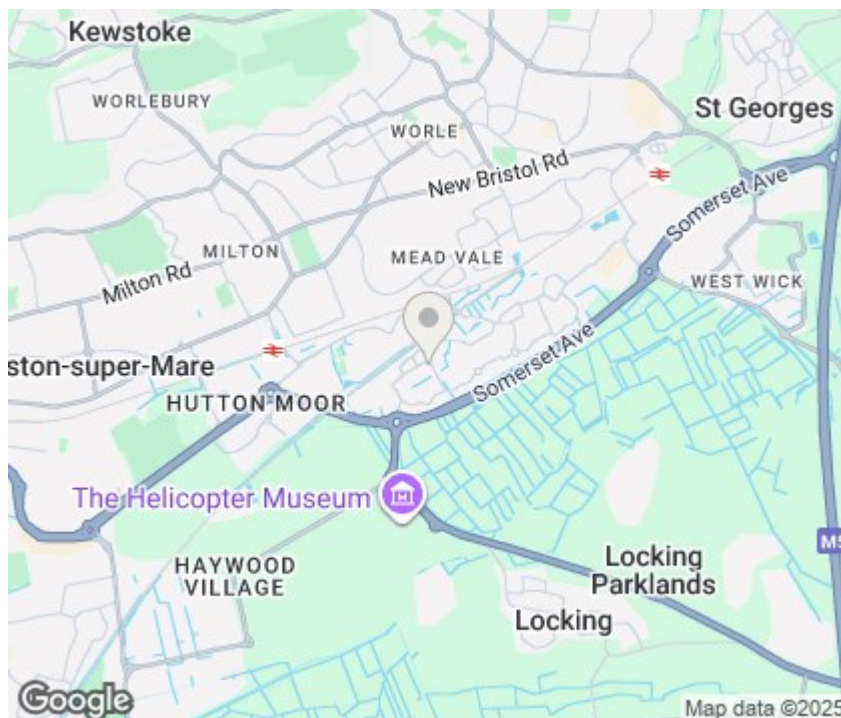 Kewstoke
WORLEBURY
St Georges
WORLE
New Bristol Rd
Somerset Ave
MILTON
MEAD VALE
WEST WICK
Milton Rd
ston-super-Mare
Somerset Ave
HUTTON MOOR
The Helicopter Museum
H
M5
HAYWOOD
VILLAGE
Locking
Parklands
Locking
Google
Map data ©2025